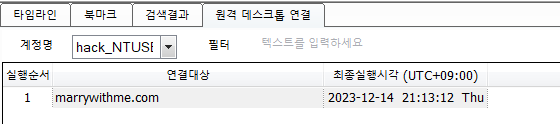 타임라인 북마크 검색결과 원격 데스크톱 연결
계정명 hack_NTUSE 필터 텍스트를 입력하세요
실행순서 연결대상 최종실행시각 (UTC+09:00)
1 marrywithme.com 2023-12-14 21:13:12 Thu